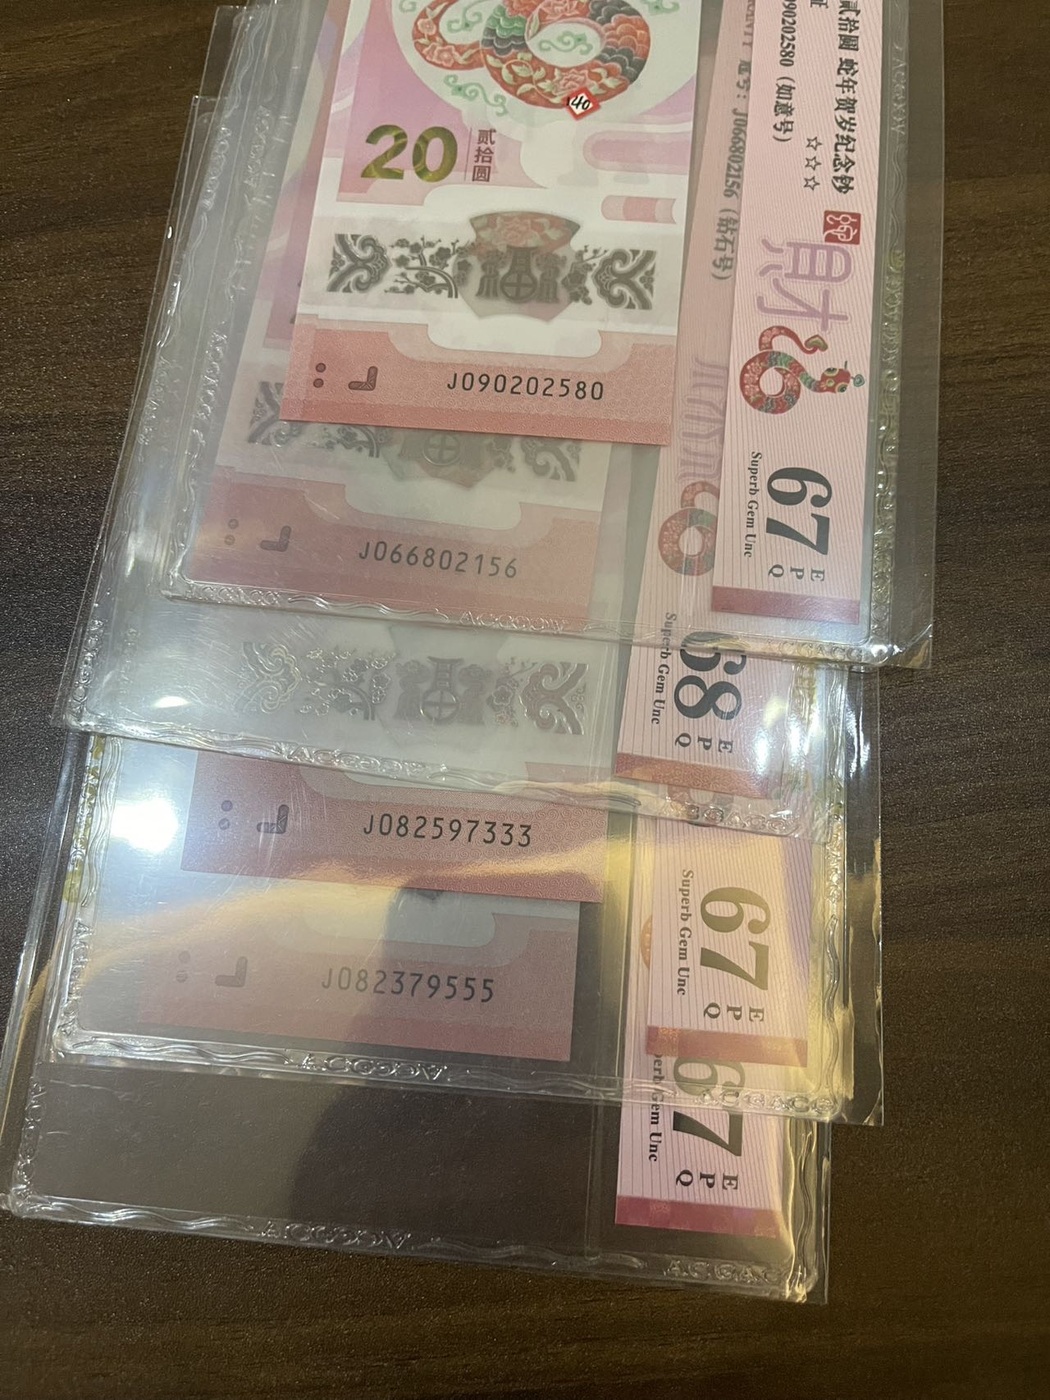 20
贰拾圆
J090202580
J066802156
J082597333
J082379555
贰拾圆 蛇年贺岁纪念钞
090202580（如意号）
☆☆☆
J066802156（钻石号）
蛇
财
67
EPQ
Superb Gem Unc
68
EPQ
Superb Gem Unc
67
EPQ
Superb Gem Unc
67
EPQ
Superb Gem Unc